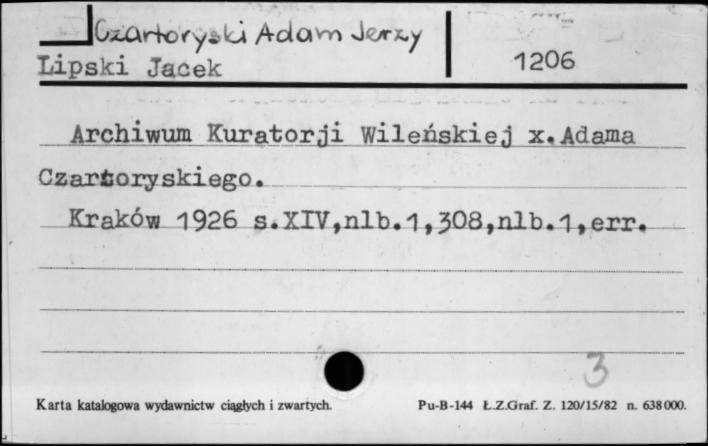 Czartoryski Adam Jerzy
Lipski Jacek 1206
Archiwum Kuratorji Wileńskiej x.Adama
Czartoryskiego.
Kraków 1926 s.XIV,nlb.1,308,nlb.1,err.
3
Karta katalogowa wydawnictw ciągłych i zwartych. Pu-B-144 Ł.Z.Graf. Z. 120/15/82 n. 638000.